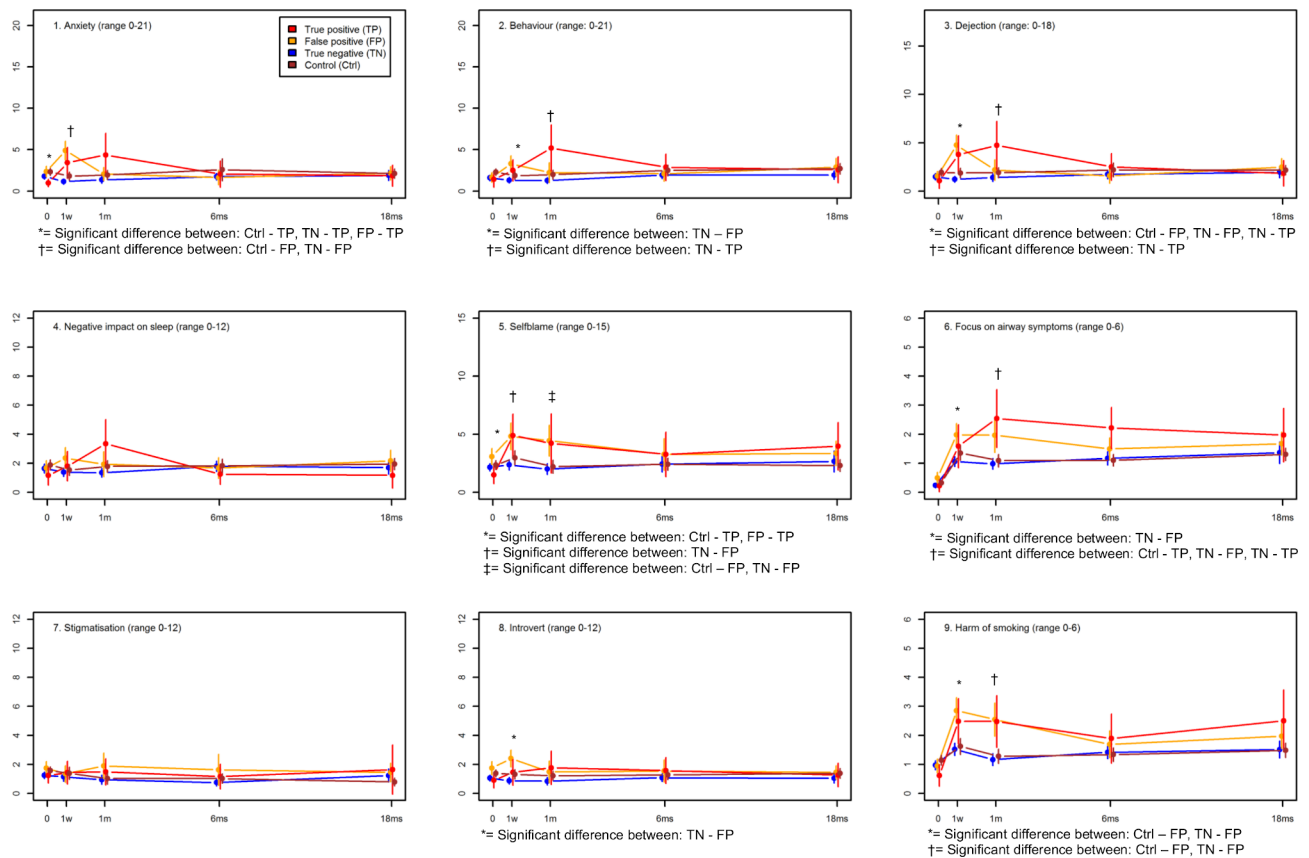 1. Anxiety (range 0-21)
True positive (TP)
False positive (FP)
True negative (TN)
Control (Ctrl)
20
15
10
5
0
*
†
0 1w 1m 6ms 18ms
*= Significant difference between: Ctrl - TP, TN - TP, FP - TP
†= Significant difference between: Ctrl - FP, TN - FP
2. Behaviour (range: 0-21)
20
15
10
5
0
*
†
0 1w 1m 6ms 18ms
*= Significant difference between: TN – FP
†= Significant difference between: TN - TP
3. Dejection (range: 0-18)
15
10
5
0
*
†
0 1w 1m 6ms 18ms
*= Significant difference between: Ctrl - FP, TN - FP, TN - TP
†= Significant difference between: TN - TP
4. Negative impact on sleep (range 0-12)
12
10
8
6
4
2
0
0 1w 1m 6ms 18ms
5. Selfblame (range 0-15)
15
10
5
0
*
†
‡
0 1w 1m 6ms 18ms
*= Significant difference between: Ctrl - TP, FP - TP
†= Significant difference between: TN - FP
‡= Significant difference between: Ctrl – FP, TN - FP
6. Focus on airway symptoms (range 0-6)
6
5
4
3
2
1
0
*
†
0 1w 1m 6ms 18ms
*= Significant difference between: TN - FP
†= Significant difference between: Ctrl - TP, TN - FP, TN - TP
7. Stigmatisation (range 0-12)
12
10
8
6
4
2
0
0 1w 1m 6ms 18ms
8. Introvert (range 0-12)
12
10
8
6
4
2
0
*
0 1w 1m 6ms 18ms
*= Significant difference between: TN - FP
9. Harm of smoking (range 0-6)
6
5
4
3
2
1
0
*
†
0 1w 1m 6ms 18ms
*= Significant difference between: Ctrl – FP, TN - FP
†= Significant difference between: Ctrl – FP, TN - FP